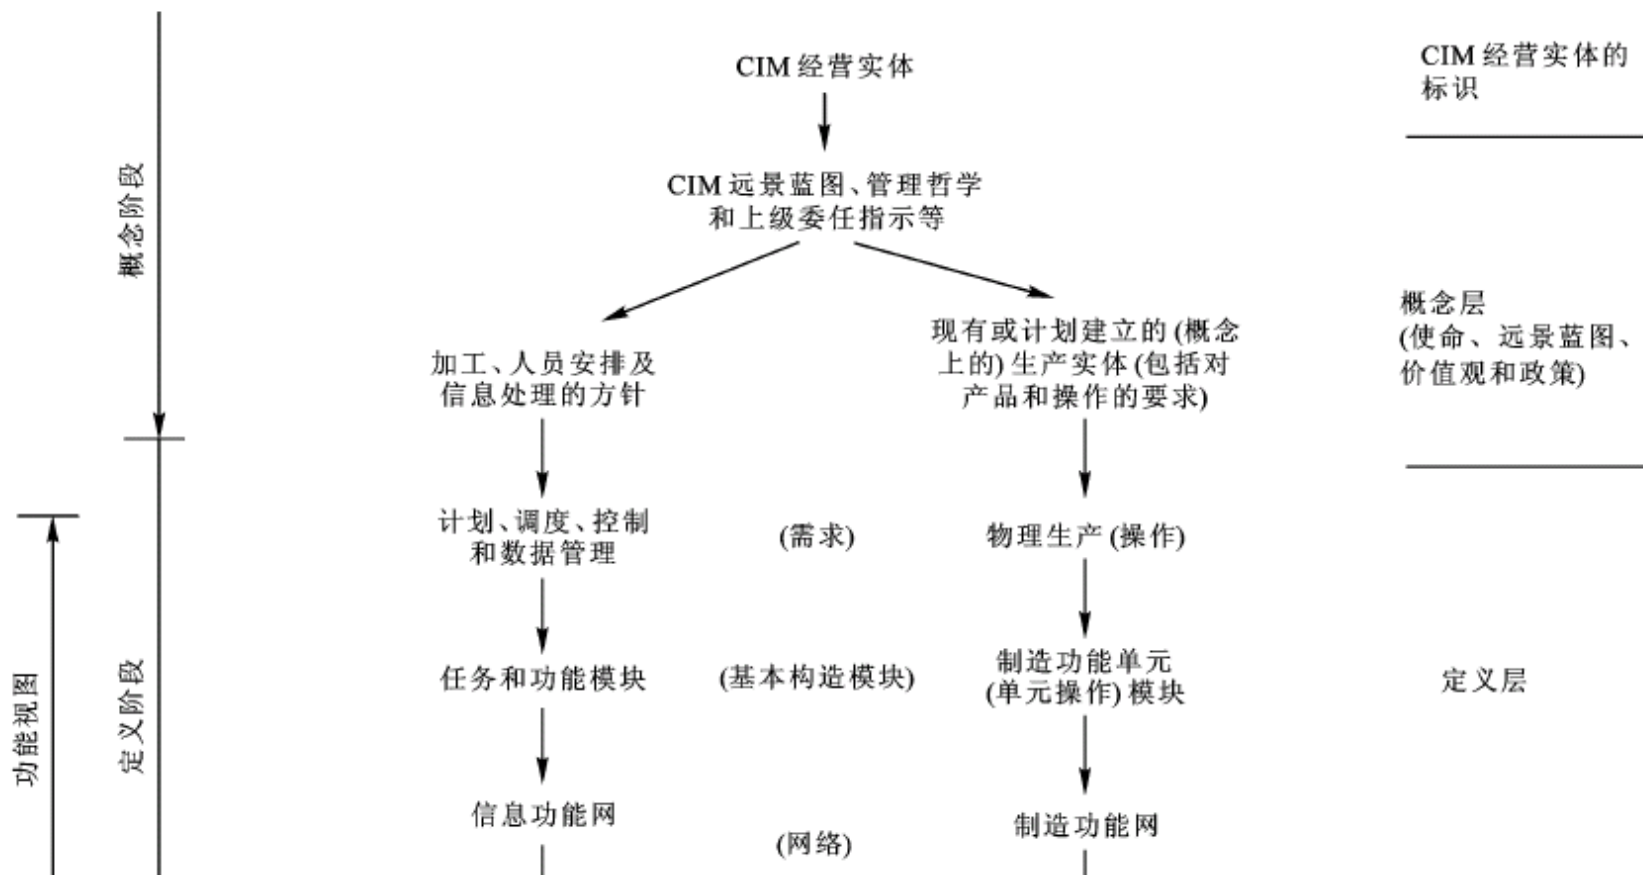 CIM 经营实体
CIM 经营实体的
标识
CIM 远景蓝图、管理哲学
和上级委任指示等
概念阶段
加工、人员安排及
信息处理的方针
现有或计划建立的 (概念
上的) 生产实体 (包括对
产品和操作的要求)
概念层
(使命、远景蓝图、
价值观和政策)
计划、调度、控制
和数据管理
(需求)
物理生产 (操作)
功能视图
定义阶段
任务和功能模块
(基本构造模块)
制造功能单元
(单元操作) 模块
定义层
信息功能网
(网络)
制造功能网